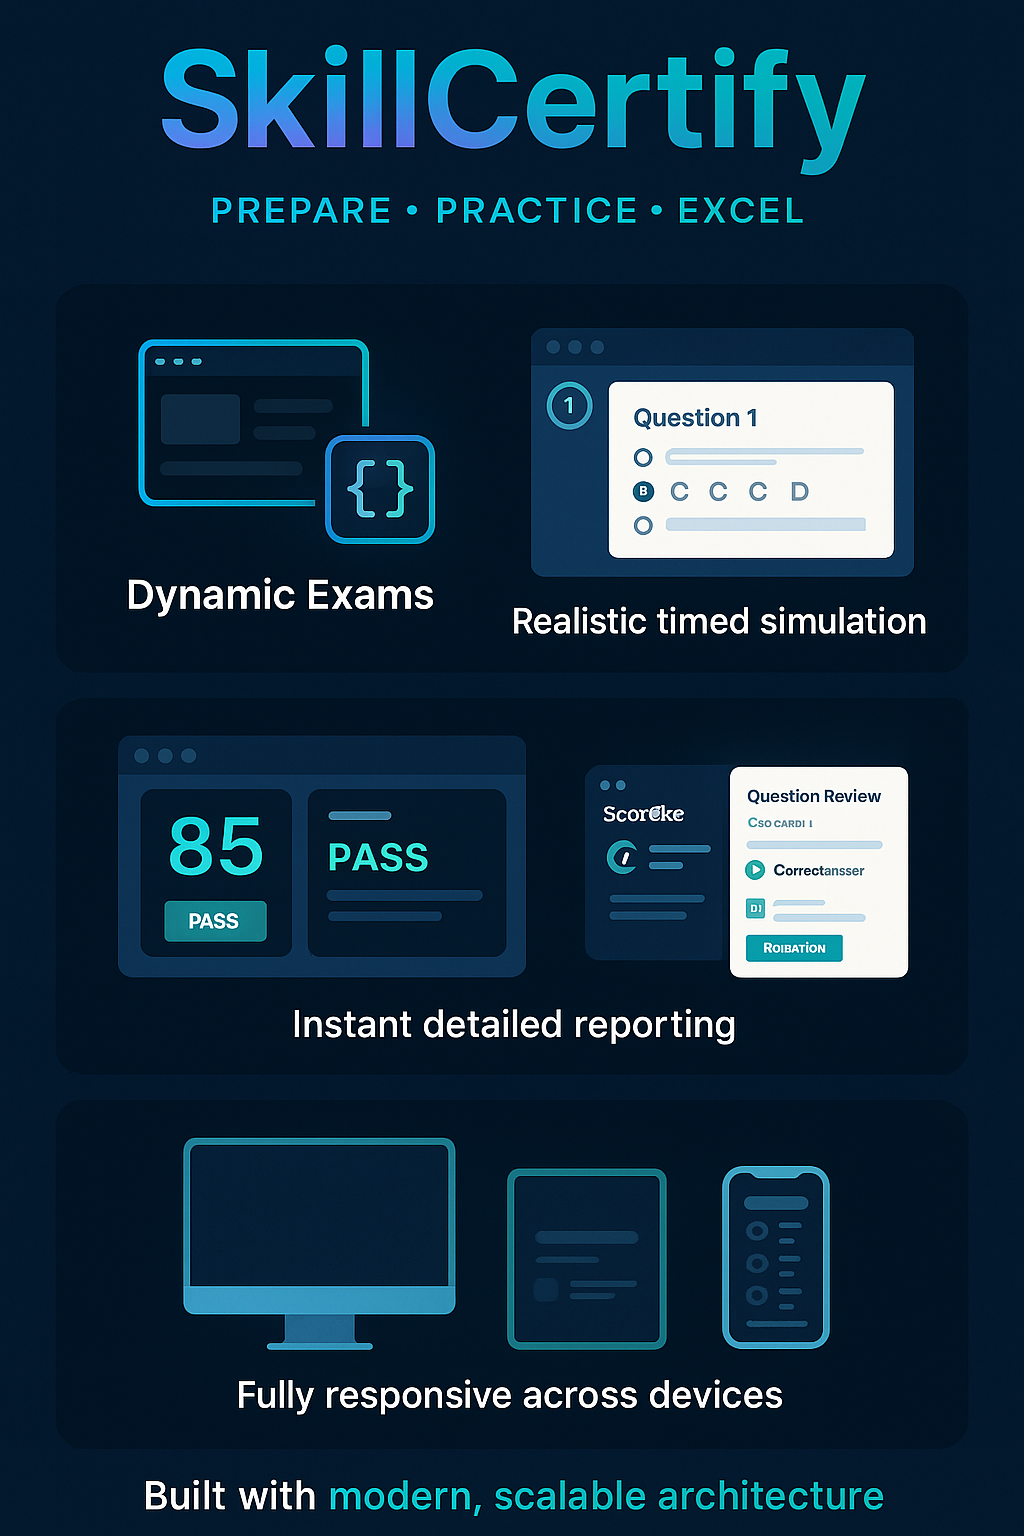 SkillCertify
PREPARE • PRACTICE • EXCEL
1
Question 1
B C C C D
{}
Dynamic Exams
Realistic timed simulation
85
PASS
PASS
Question Review
CSO CARDI I
Correctansser
DI
ROIBATION
Instant detailed reporting
Fully responsive across devices
Built with modern, scalable architecture